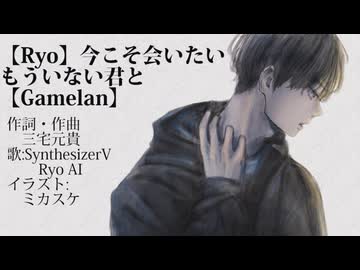 【Ryo】今こそ会いたい
もういない君と
【Gamelan】
作詞・作曲
三宅元貴
歌:SynthesizerV
Ryo AI
イラスト:
ミカスケ